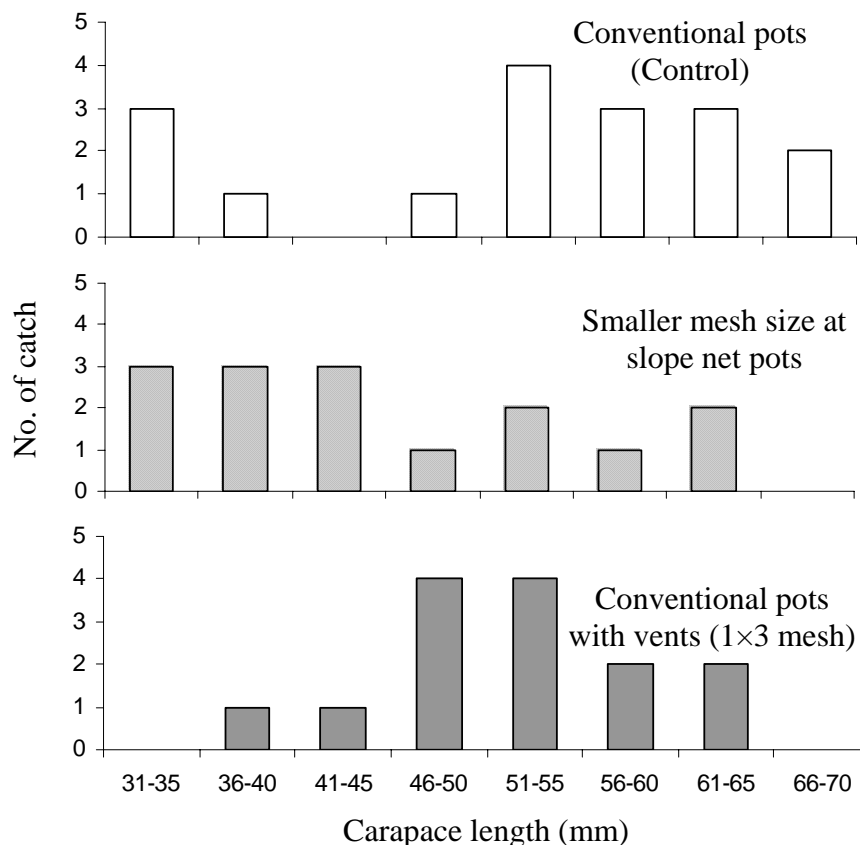 Conventional pots
(Control)
5
4
3
2
1
0
Smaller mesh size at
slope net pots
5
4
3
2
1
0
No. of catch
Conventional pots
with vents (1×3 mesh)
5
4
3
2
1
0
31-35 36-40 41-45 46-50 51-55 56-60 61-65 66-70
Carapace length (mm)